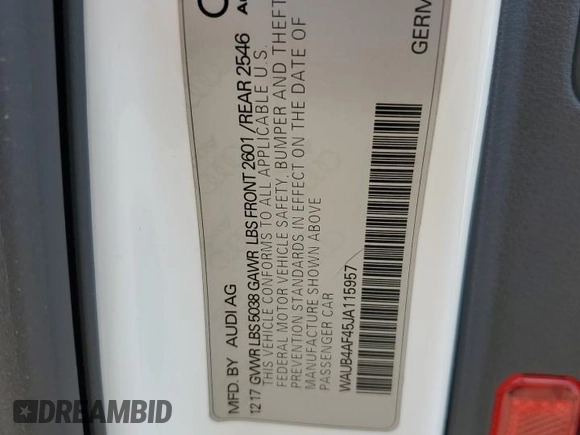 MFD. BY AUDI AG
12 17 GVWR LBS 5038 GAWR LBS FRONT 2601 /REAR 2546
THIS VEHICLE CONFORMS TO ALL APPLICABLE U.S.
FEDERAL MOTOR VEHICLE SAFETY, BUMPER AND THEFT
PREVENTION STANDARDS IN EFFECT ON THE DATE OF
MANUFACTURE SHOWN ABOVE
PASSENGER CAR
WAUB4AF45JA115957
GERM
DREAMBID